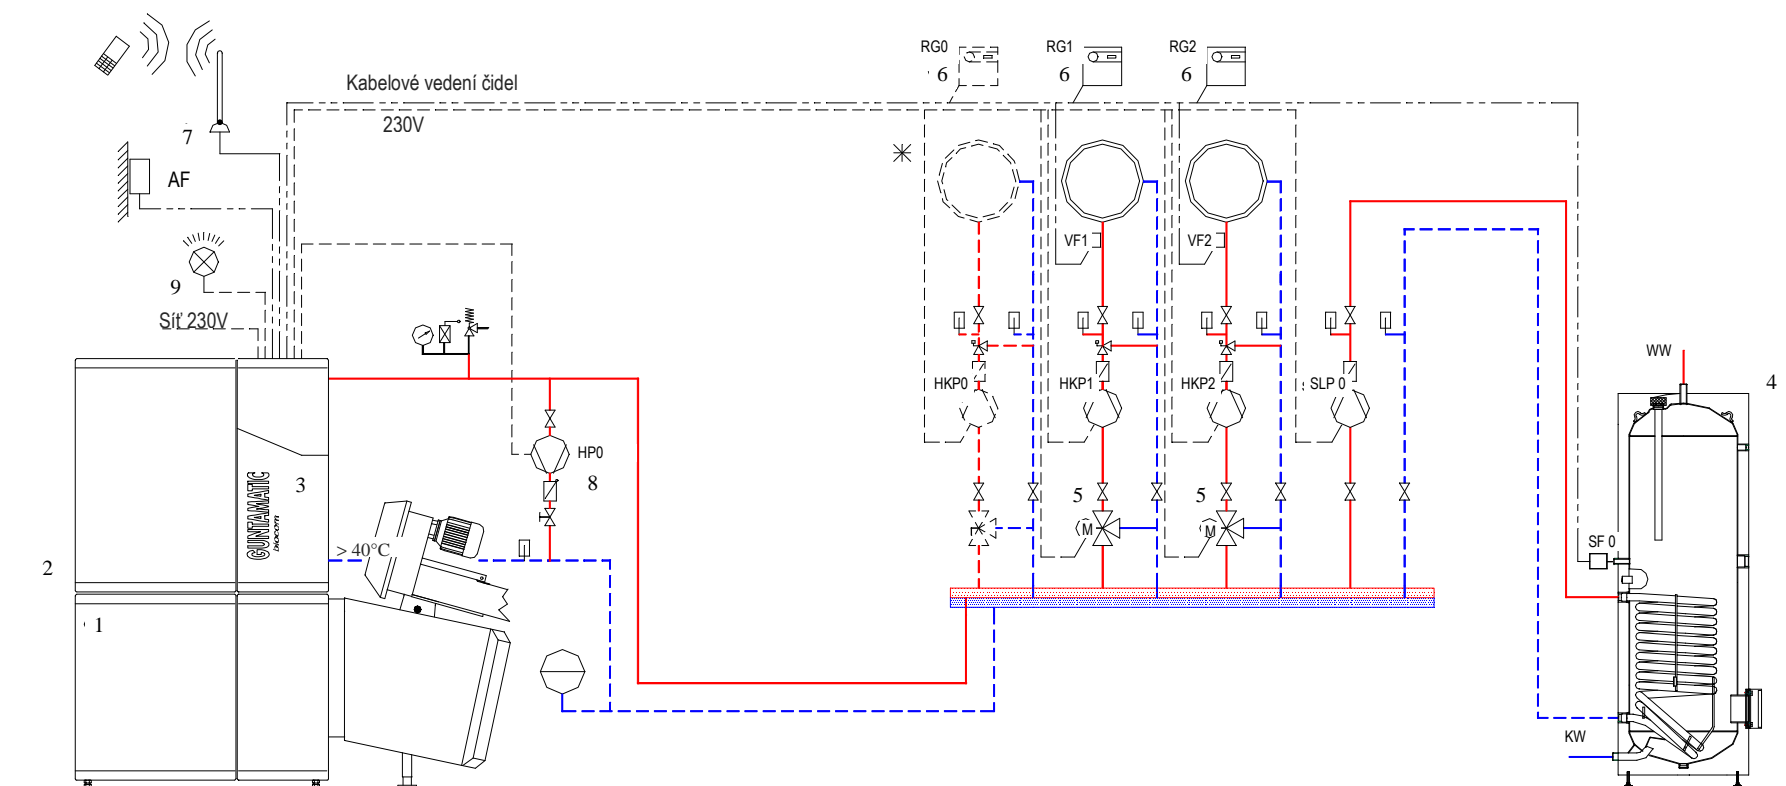 RG0
RG1
RG2
6
6
6
Kabelové vedení čidel
230V
7
AF
9
Síť 230V
VF1
VF2
HKP0
HKP1
HKP2
SLP 0
WW
4
HP0
8
3
GUNTAMATIC
biocom
> 40°C
5
5
M
M
SF 0
2
1
KW